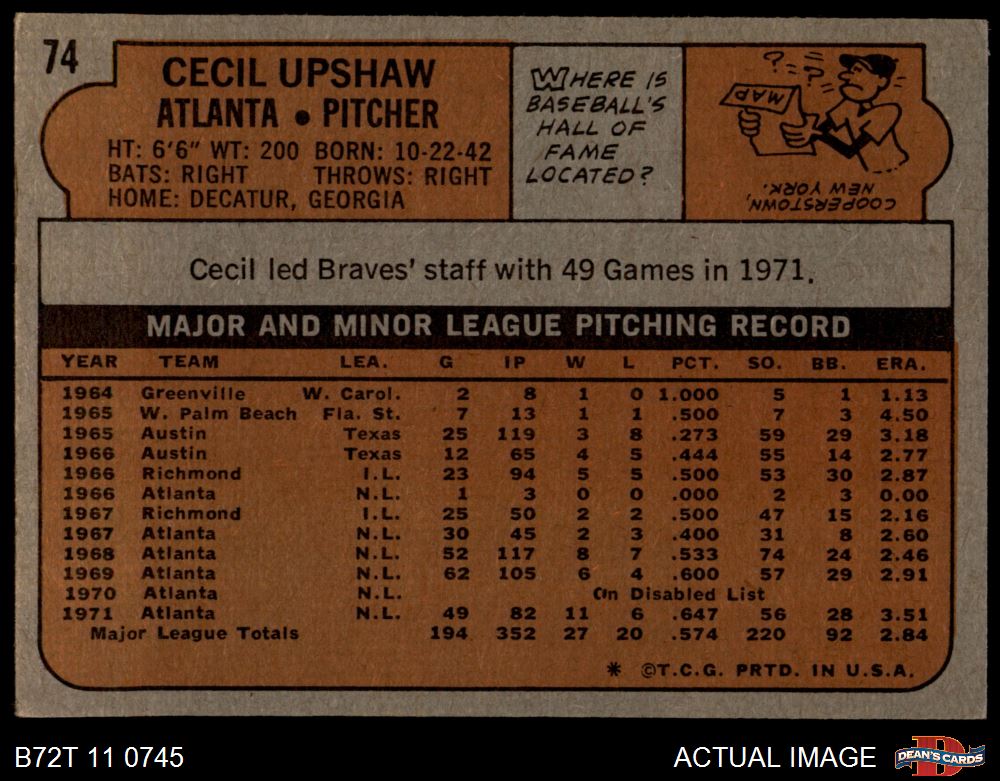 74
CECIL UPSHAW
ATLANTA • PITCHER
HT: 6'6" WT: 200 BORN: 10-22-42
BATS: RIGHT THROWS: RIGHT
HOME: DECATUR, GEORGIA
WHERE IS
BASEBALL'S
HALL OF
FAME
LOCATED?
? ? = ?
MAP
COOPERSTOWN,
NEW YORK.
Cecil led Braves' staff with 49 Games in 1971.
MAJOR AND MINOR LEAGUE PITCHING RECORD
YEAR TEAM LEA. G IP W L PCT. SO. BB. ERA.
1964 Greenville W. Carol. 2 8 1 0 1.000 5 1 1.13
1965 W. Palm Beach Fla. St. 7 13 1 1 .500 7 3 4.50
1965 Austin Texas 25 119 3 8 .273 59 29 3.18
1966 Austin Texas 12 65 4 5 .444 55 14 2.77
1966 Richmond I.L. 23 94 5 5 .500 53 30 2.87
1966 Atlanta N.L. 1 3 0 0 .000 2 3 0.00
1967 Richmond I.L. 25 50 2 2 .500 47 15 2.16
1967 Atlanta N.L. 30 45 2 3 .400 31 8 2.60
1968 Atlanta N.L. 52 117 8 7 .533 74 24 2.46
1969 Atlanta N.L. 62 105 6 4 .600 57 29 2.91
1970 Atlanta N.L. On Disabled List
1971 Atlanta N.L. 49 82 11 6 .647 56 28 3.51
Major League Totals 194 352 27 20 .574 220 92 2.84
* ©T.C.G. PRTD. IN U.S.A.
B72T 11 0745
ACTUAL IMAGE
D
DEAN'S CARDS